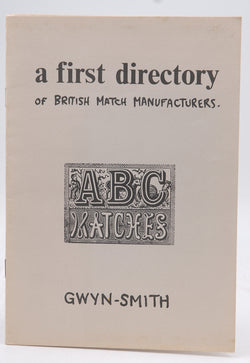 a first directory
OF BRITISH MATCH MANUFACTURERS.
ABC
MATCHES
GWYN-SMITH